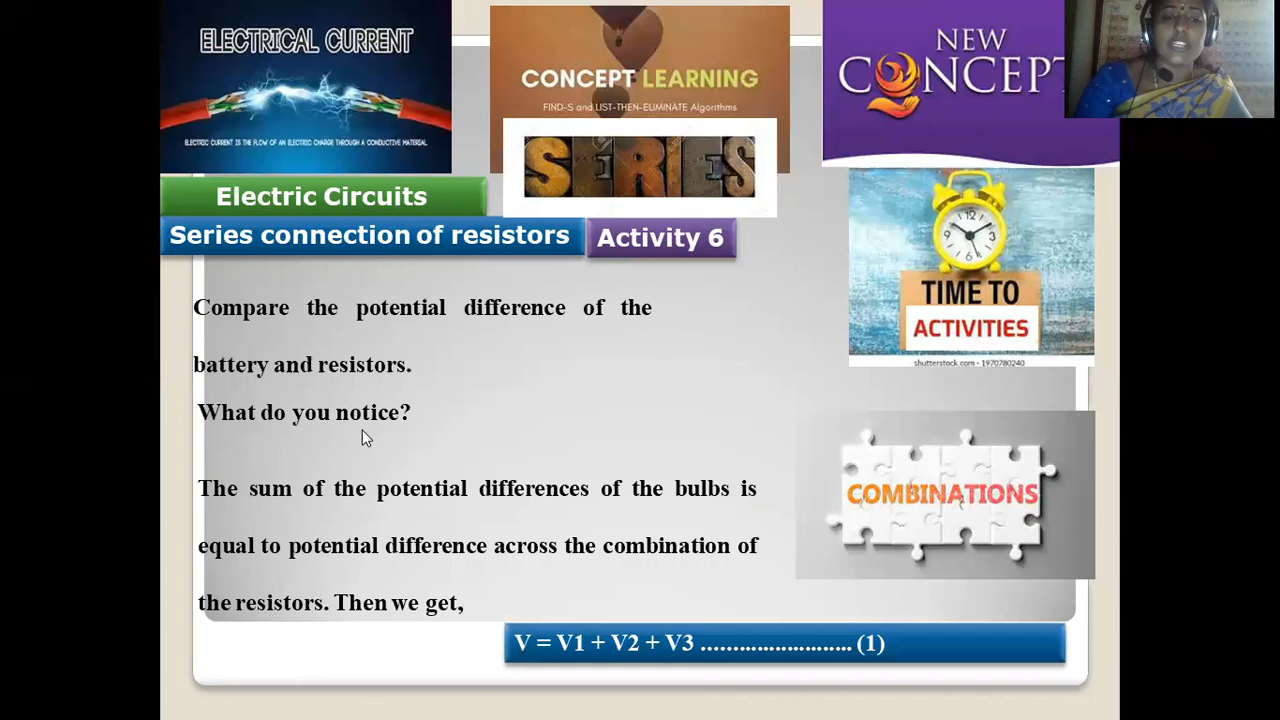 ELECTRICAL CURRENT
ELECTRIC CURRENT IS THE FLOW OF AN ELECTRIC CHARGE THROUGH A CONDUCTIVE MATERIAL
CONCEPT LEARNING
FIND-S and LIST-THEN-ELIMINATE Algorithms
SERIES
NEW
CONCEPT
Electric Circuits
Series connection of resistors
Activity 6
12
3
9
6
TIME TO
ACTIVITIES
shutterstock.com · 1970780240
Compare the potential difference of the
battery and resistors.
What do you notice?
The sum of the potential differences of the bulbs is
equal to potential difference across the combination of
the resistors. Then we get,
COMBINATIONS
V = V1 + V2 + V3 ........................... (1)